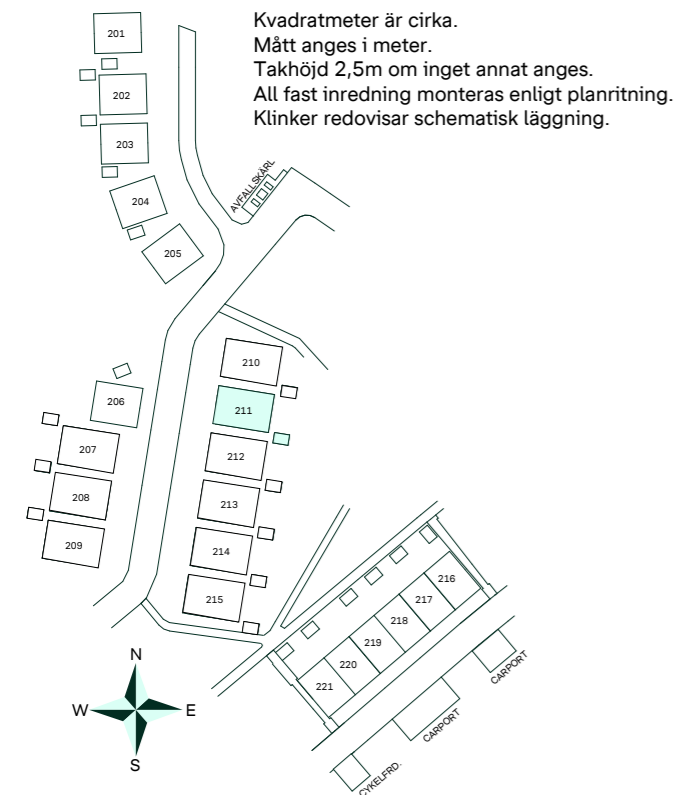 Kvadratmeter är cirka.
Mått anges i meter.
Takhöjd 2,5m om inget annat anges.
All fast inredning monteras enligt planritning.
Klinker redovisar schematisk läggning.
201
202
203
204
205
AVFALLSKÄRL
210
211
212
213
214
215
206
207
208
209
216
217
218
219
220
221
CARPORT
CARPORT
CYKELFRD.
N
W
E
S